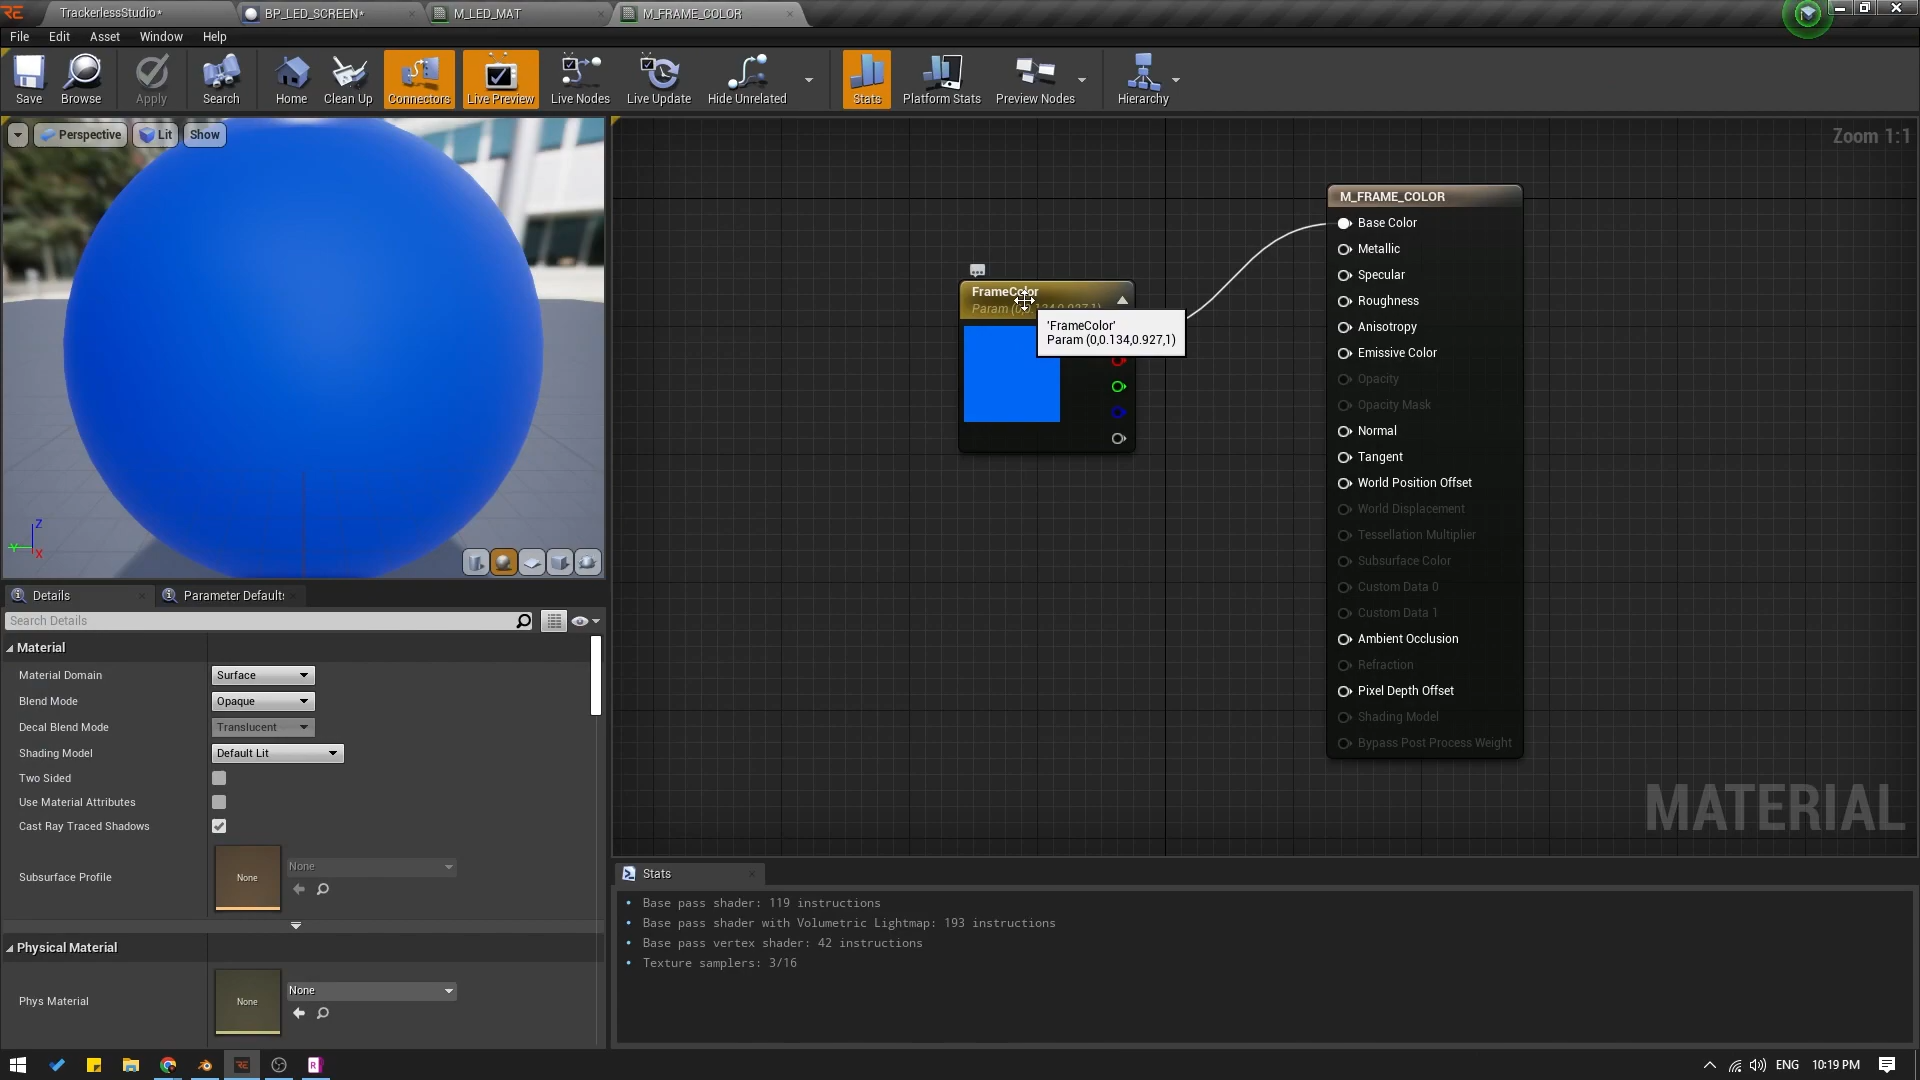 TrackerlessStudio*
BP_LED_SCREEN*
M_LED_MAT
M_FRAME_COLOR
File
Edit
Asset
Window
Help
Save
Browse
Apply
Search
Home
Clean Up
Connectors
Live Preview
Live Nodes
Live Update
Hide Unrelated
Stats
Platform Stats
Preview Nodes
Hierarchy
Perspective
Lit
Show
Zoom 1:1
M_FRAME_COLOR
Base Color
Metallic
Specular
Roughness
Anisotropy
Emissive Color
Opacity
Opacity Mask
Normal
Tangent
World Position Offset
World Displacement
Tessellation Multiplier
Subsurface Color
Custom Data 0
Custom Data 1
Ambient Occlusion
Refraction
Pixel Depth Offset
Shading Model
Bypass Post Process Weight
FrameColor
Param (0,0.134,0.927,1)
'FrameColor'
Param (0,0.134,0.927,1)
MATERIAL
Z
Y
X
Details
Parameter Defaults
Search Details
Material
Material Domain
Surface
Blend Mode
Opaque
Decal Blend Mode
Translucent
Shading Model
Default Lit
Two Sided
Use Material Attributes
Cast Ray Traced Shadows
Subsurface Profile
None
None
Physical Material
Phys Material
None
None
Stats
Base pass shader: 119 instructions
Base pass shader with Volumetric Lightmap: 193 instructions
Base pass vertex shader: 42 instructions
Texture samplers: 3/16
ENG
10:19 PM